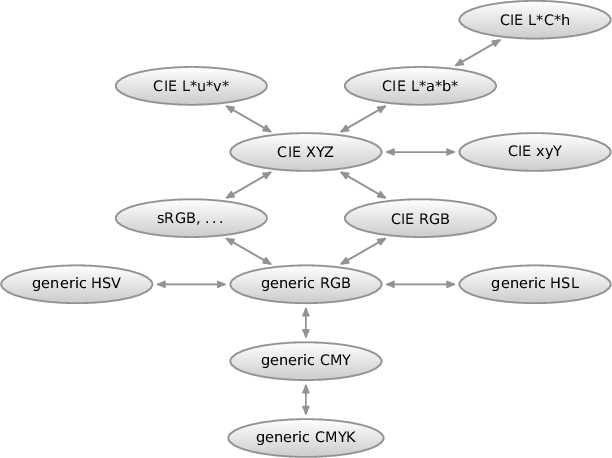 CIE L*C*h
CIE L*u*v*
CIE L*a*b*
CIE XYZ
CIE xyY
sRGB, ...
CIE RGB
generic HSV
generic RGB
generic HSL
generic CMY
generic CMYK